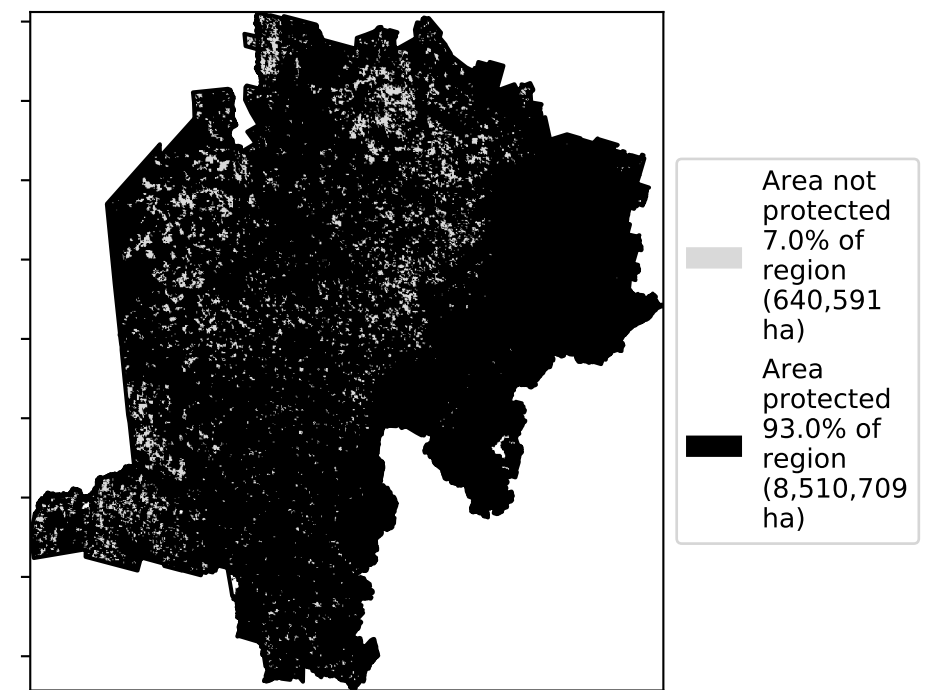 Area not
protected
7.0% of
region
(640,591
ha)
Area
protected
93.0% of
region
(8,510,709
ha)